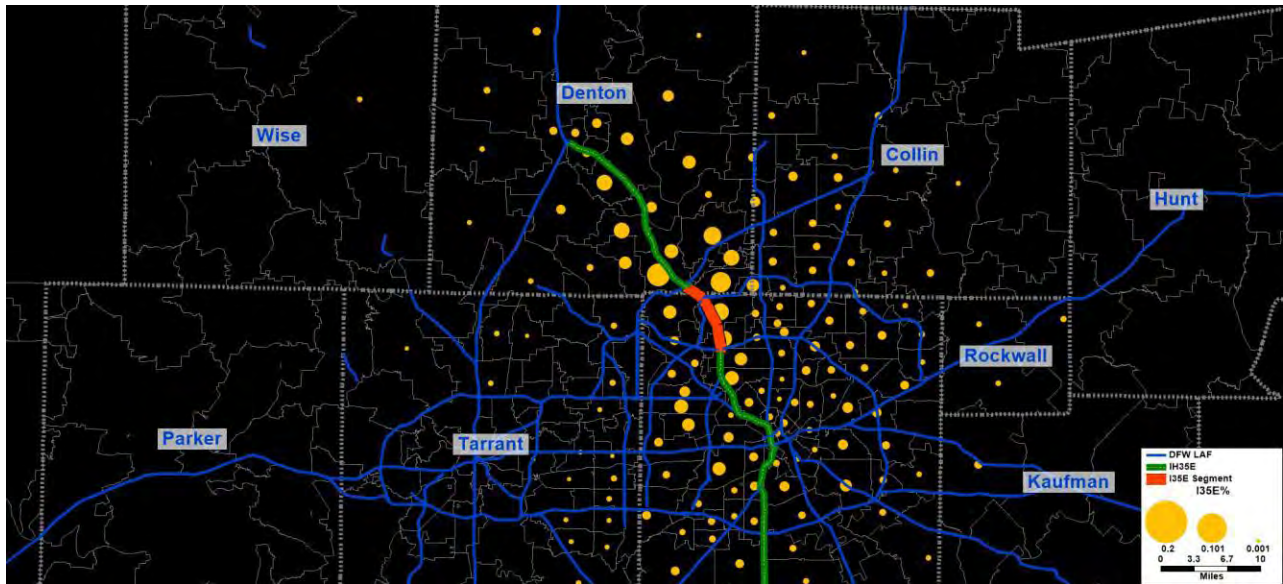 Denton
Wise
Collin
Hunt
Rockwall
Parker
Tarrant
Kaufman
DFW LAF
IH35E
I35E Segment
I35E%
0.2 0.101 0.001
0 3.3 6.7 10
Miles